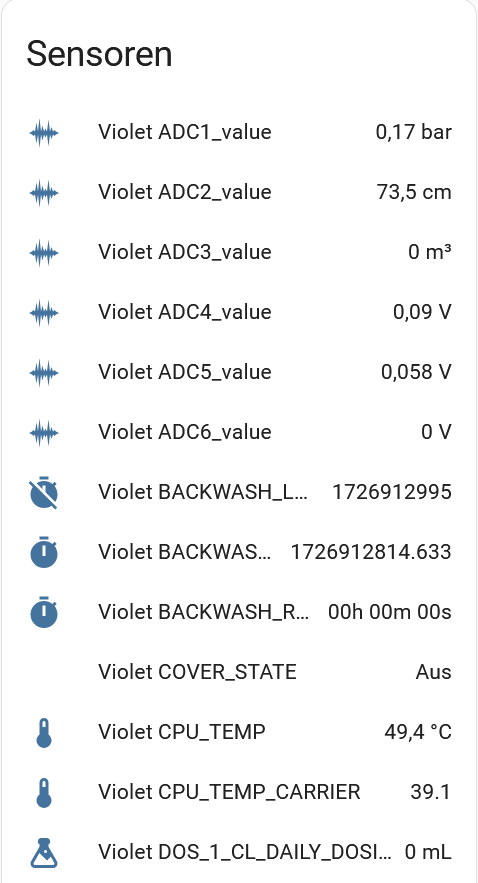 Sensoren
Violet ADC1_value 0,17 bar
Violet ADC2_value 73,5 cm
Violet ADC3_value 0 m³
Violet ADC4_value 0,09 V
Violet ADC5_value 0,058 V
Violet ADC6_value 0 V
Violet BACKWASH_L… 1726912995
Violet BACKWAS… 1726912814.633
Violet BACKWASH_R… 00h 00m 00s
Violet COVER_STATE Aus
Violet CPU_TEMP 49,4 °C
Violet CPU_TEMP_CARRIER 39.1
Violet DOS_1_CL_DAILY_DOSI… 0 mL